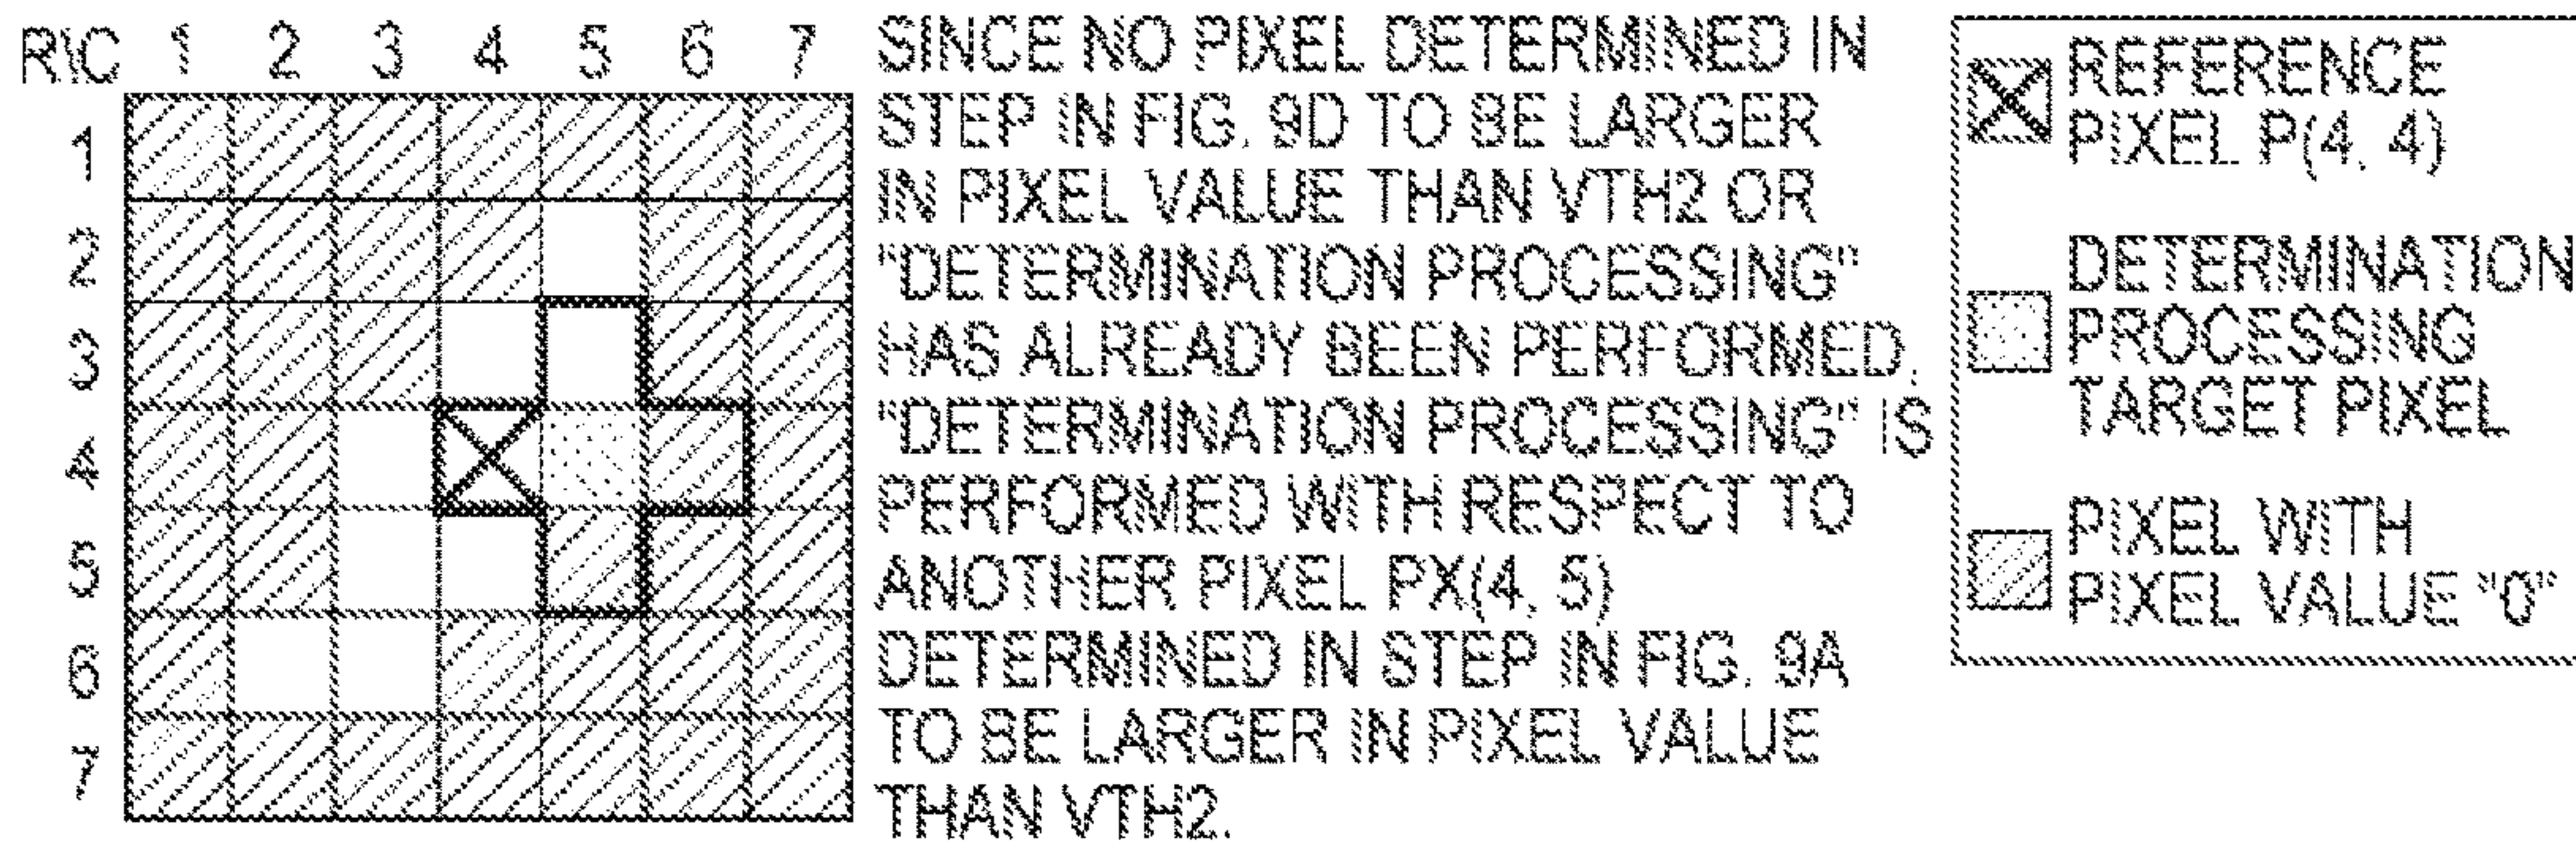 R\C 1 2 3 4 5 6 7
1
2
3
4
5
6
7
SINCE NO PIXEL DETERMINED IN
STEP IN FIG. 9D TO BE LARGER
IN PIXEL VALUE THAN VTH2 OR
"DETERMINATION PROCESSING"
HAS ALREADY BEEN PERFORMED,
"DETERMINATION PROCESSING" IS
PERFORMED WITH RESPECT TO
ANOTHER PIXEL PX(4, 5)
DETERMINED IN STEP IN FIG. 9A
TO BE LARGER IN PIXEL VALUE
THAN VTH2.
REFERENCE
PIXEL P(4, 4)
DETERMINATION
PROCESSING
TARGET PIXEL
PIXEL WITH
PIXEL VALUE "0"